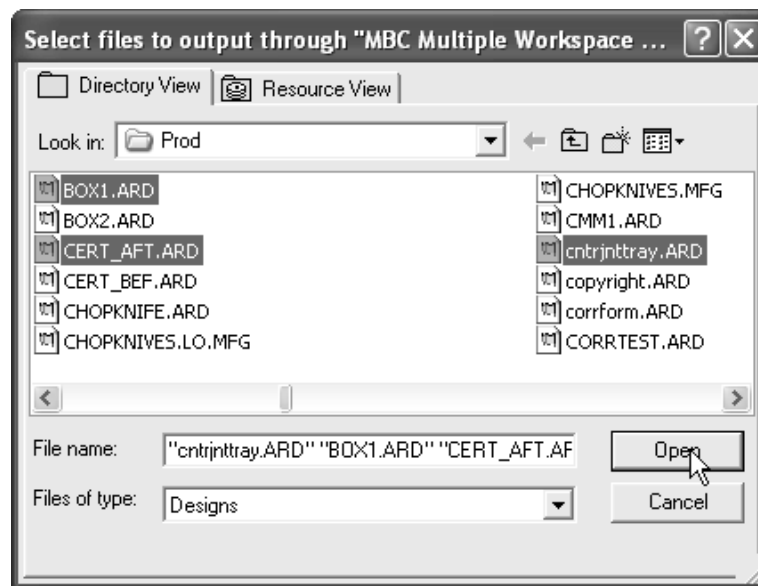 Select files to output through "MBC Multiple Workspace ...
Directory View Resource View
Look in: Prod
BOX1.ARD
BOX2.ARD
CERT_AFT.ARD
CERT_BEF.ARD
CHOPKNIFE.ARD
CHOPKNIVES.LO.MFG
CHOPKNIVES.MFG
CMM1.ARD
cntrjnttray.ARD
copyright.ARD
corrform.ARD
CORRTEST.ARD
File name: "cntrjnttray.ARD" "BOX1.ARD" "CERT_AFT.AF
Open
Files of type: Designs
Cancel